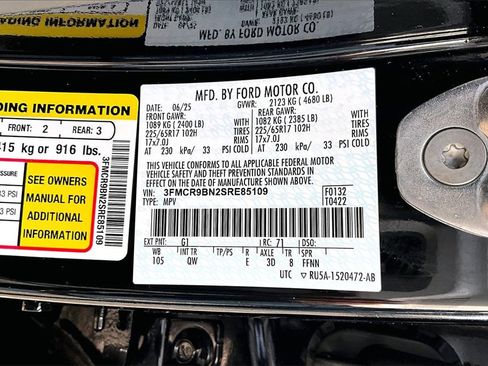 MFD. BY FORD MOTOR CO.
DATE: 06/25 GVWR: 2123 KG (4680 LB)
FRONT GAWR: REAR GAWR:
1089 KG (2400 LB) WITH 1082 KG (2385 LB) WITH
225/65R17 102H TIRES 225/65R17 102H TIRES
17x7.0J RIMS 17x7.0J RIMS
AT 230 kPa/ 33 PSI COLD AT 230 kPa/ 33 PSI COLD
THIS VEHICLE CONFORMS TO ALL APPLICABLE FEDERAL MOTOR
VEHICLE SAFETY AND THEFT PREVENTION STANDARDS IN EFFECT
ON THE DATE OF MANUFACTURE SHOWN ABOVE.
VIN: 3FMCR9BN2SRE85109 F0132
TYPE: MPV T0422
EXT PNT: G1 RC: 71 DSO:
WB INT TR TP/PS R AXLE TR SPR
105 QW E 3D 8 FFNN
UTC RU5A-1520472-AB
DING INFORMATION
FRONT: 2 REAR: 3
415 kg or 916 lbs.
SEE OWNERS
MANUAL FOR
ADDITIONAL
INFORMATION
33 PSI
3FMCR9BN2SRE85109
MFD. BY FORD MOTOR CO.